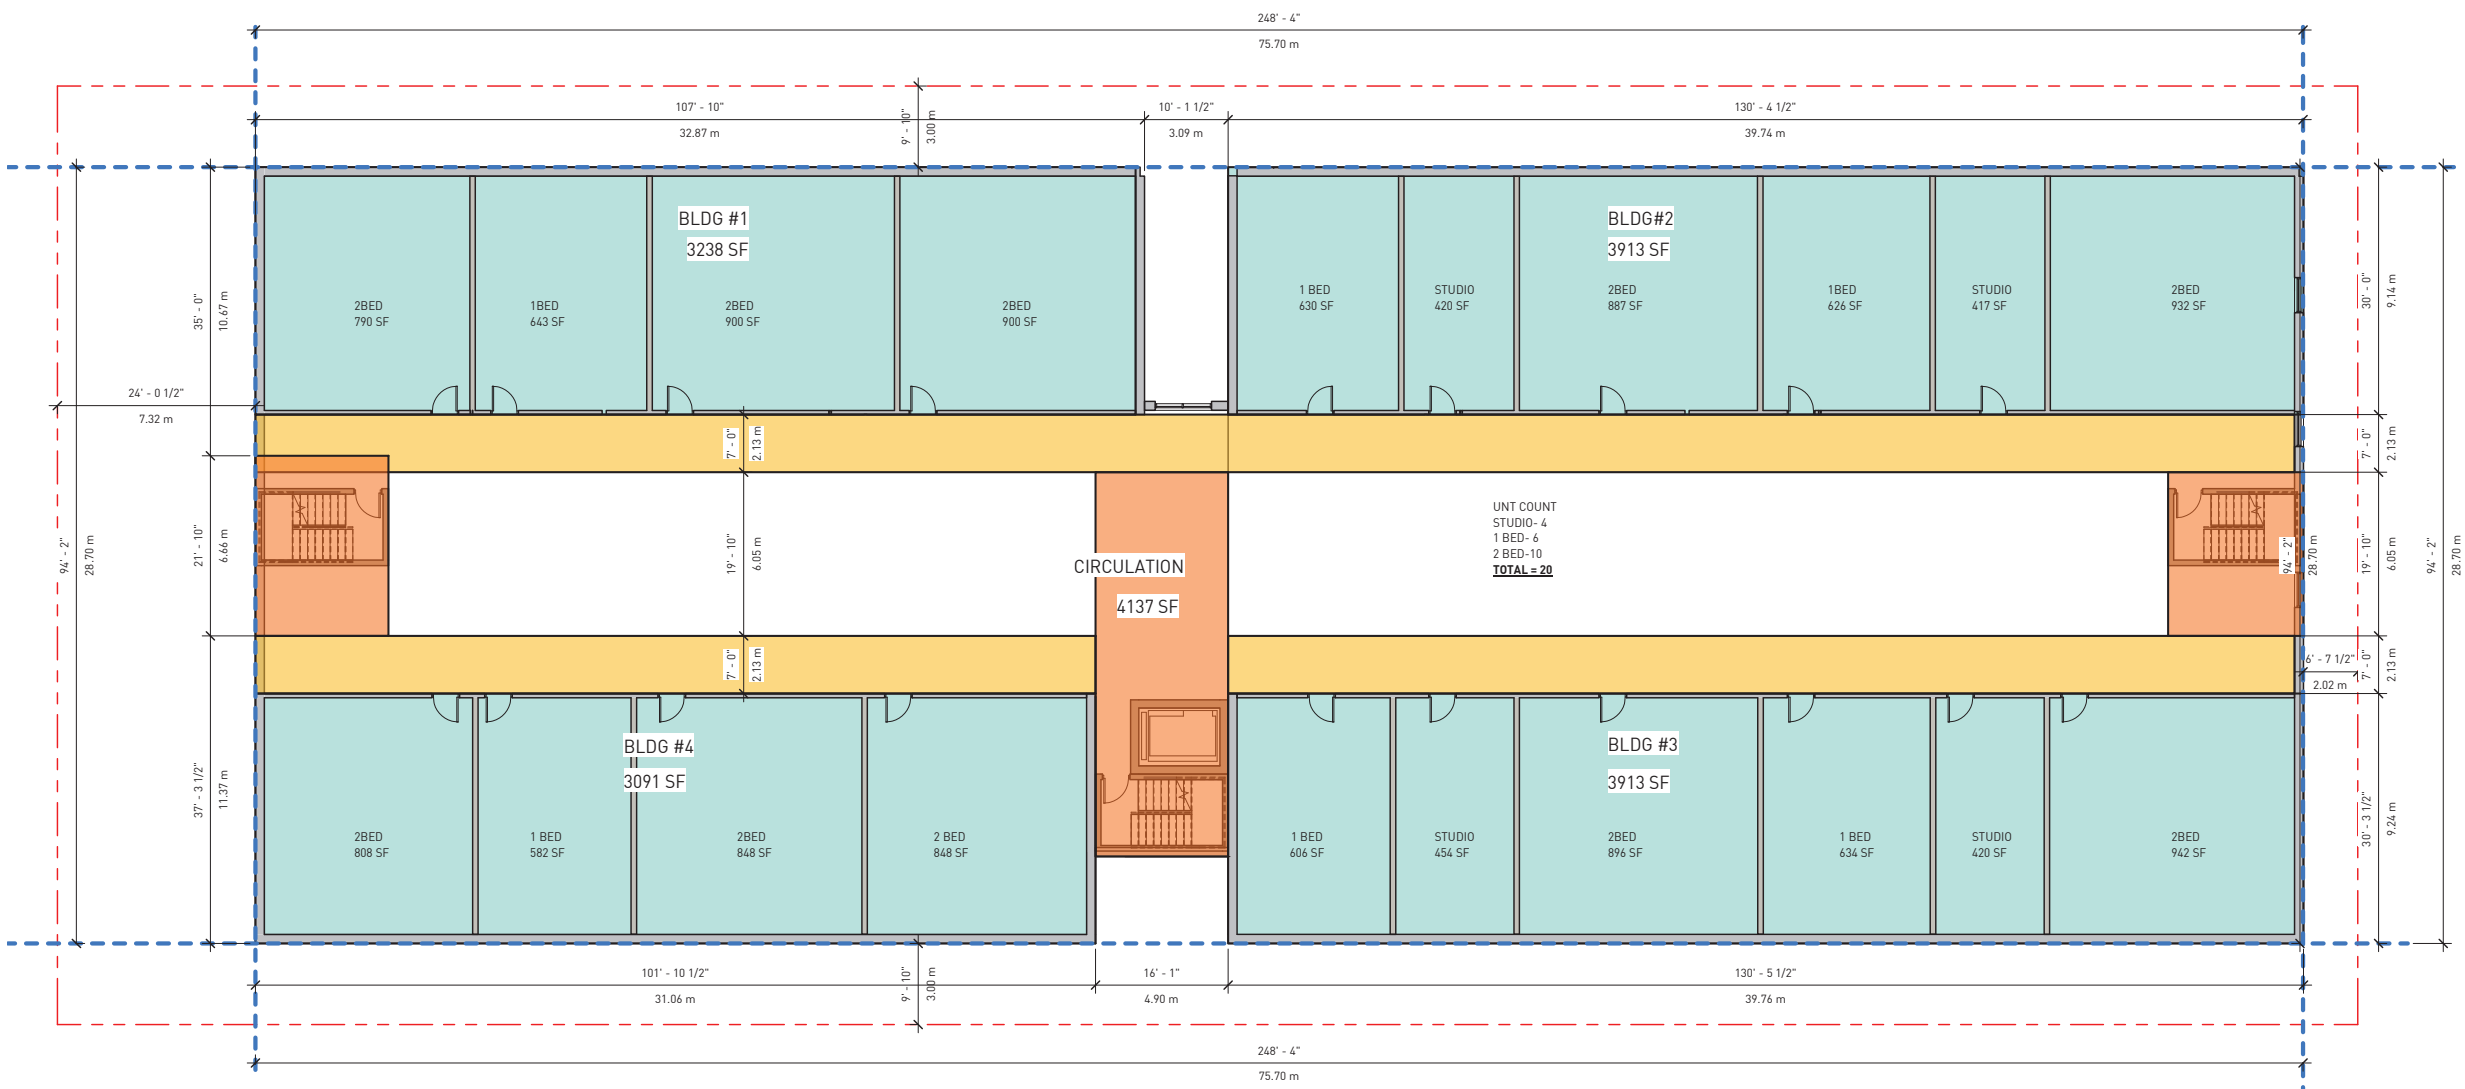 248' - 4"
75.70 m
107' - 10"
32.87 m
9' - 10"
3.00 m
10' - 1 1/2"
3.09 m
130' - 4 1/2"
39.74 m
BLDG #1
3238 SF
BLDG#2
3913 SF
2BED
790 SF
1BED
643 SF
2BED
900 SF
2BED
900 SF
1 BED
630 SF
STUDIO
420 SF
2BED
887 SF
1BED
626 SF
STUDIO
417 SF
2BED
932 SF
35' - 0"
10.67 m
30' - 0"
9.14 m
24' - 0 1/2"
7.32 m
7' - 0"
2.13 m
7' - 0"
2.13 m
94' - 2"
28.70 m
21' - 10"
6.66 m
19' - 10"
6.05 m
CIRCULATION
4137 SF
UNT COUNT
STUDIO- 4
1 BED- 6
2 BED-10
TOTAL = 20
94' - 2"
28.70 m
19' - 10"
6.05 m
94' - 2"
28.70 m
7' - 0"
2.13 m
6' - 7 1/2"
2.02 m
7' - 0"
2.13 m
37' - 3 1/2"
11.37 m
BLDG #4
3091 SF
BLDG #3
3913 SF
2BED
808 SF
1 BED
582 SF
2BED
848 SF
2 BED
848 SF
1 BED
606 SF
STUDIO
454 SF
2BED
896 SF
1 BED
634 SF
STUDIO
420 SF
2BED
942 SF
30' - 3 1/2"
9.24 m
101' - 10 1/2"
31.06 m
9' - 10"
3.00 m
16' - 1"
4.90 m
130' - 5 1/2"
39.76 m
248' - 4"
75.70 m